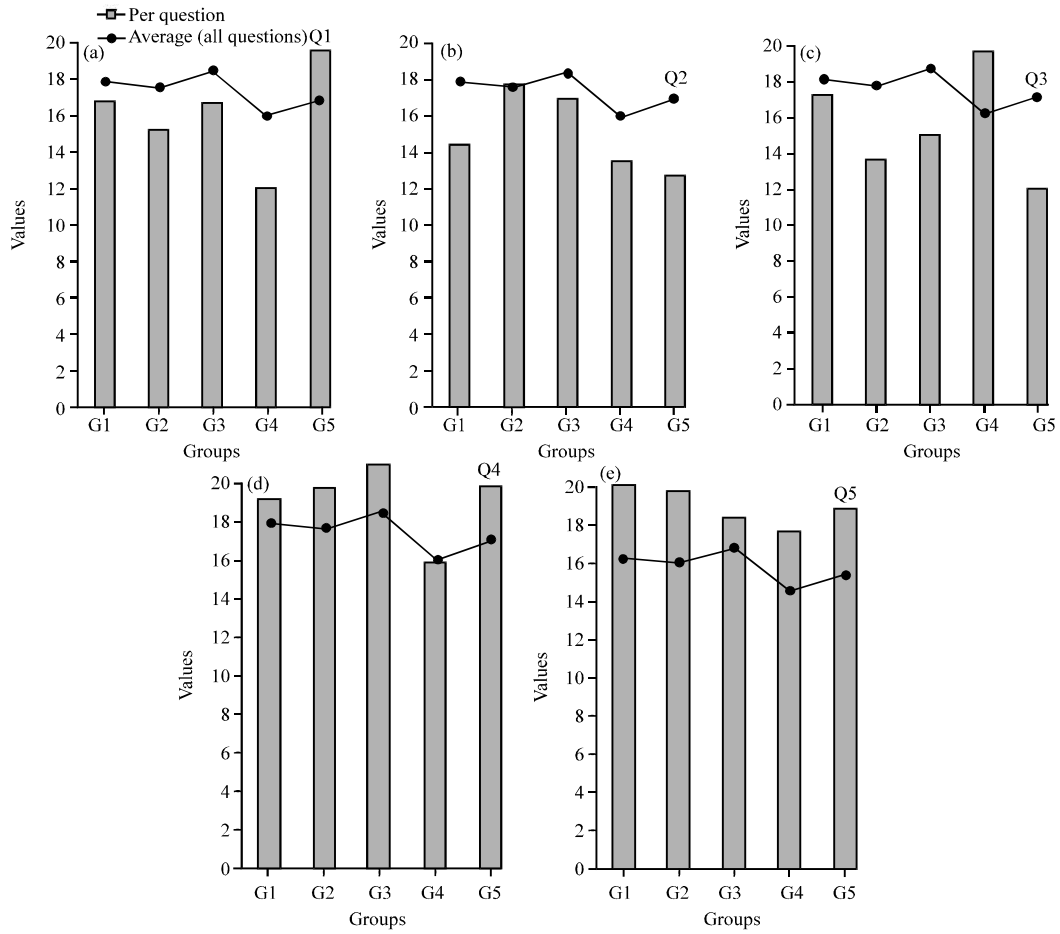 Per question
Average (all questions)
(a)
Q1
20
18
16
14
12
10
8
6
4
2
0
Values
G1 G2 G3 G4 G5
Groups
(b)
Q2
20
18
16
14
12
10
8
6
4
2
0
Values
G1 G2 G3 G4 G5
Groups
(c)
Q3
20
18
16
14
12
10
8
6
4
2
0
Values
G1 G2 G3 G4 G5
Groups
(d)
Q4
20
18
16
14
12
10
8
6
4
2
0
Values
G1 G2 G3 G4 G5
Groups
(e)
Q5
20
18
16
14
12
10
8
6
4
2
0
Values
G1 G2 G3 G4 G5
Groups